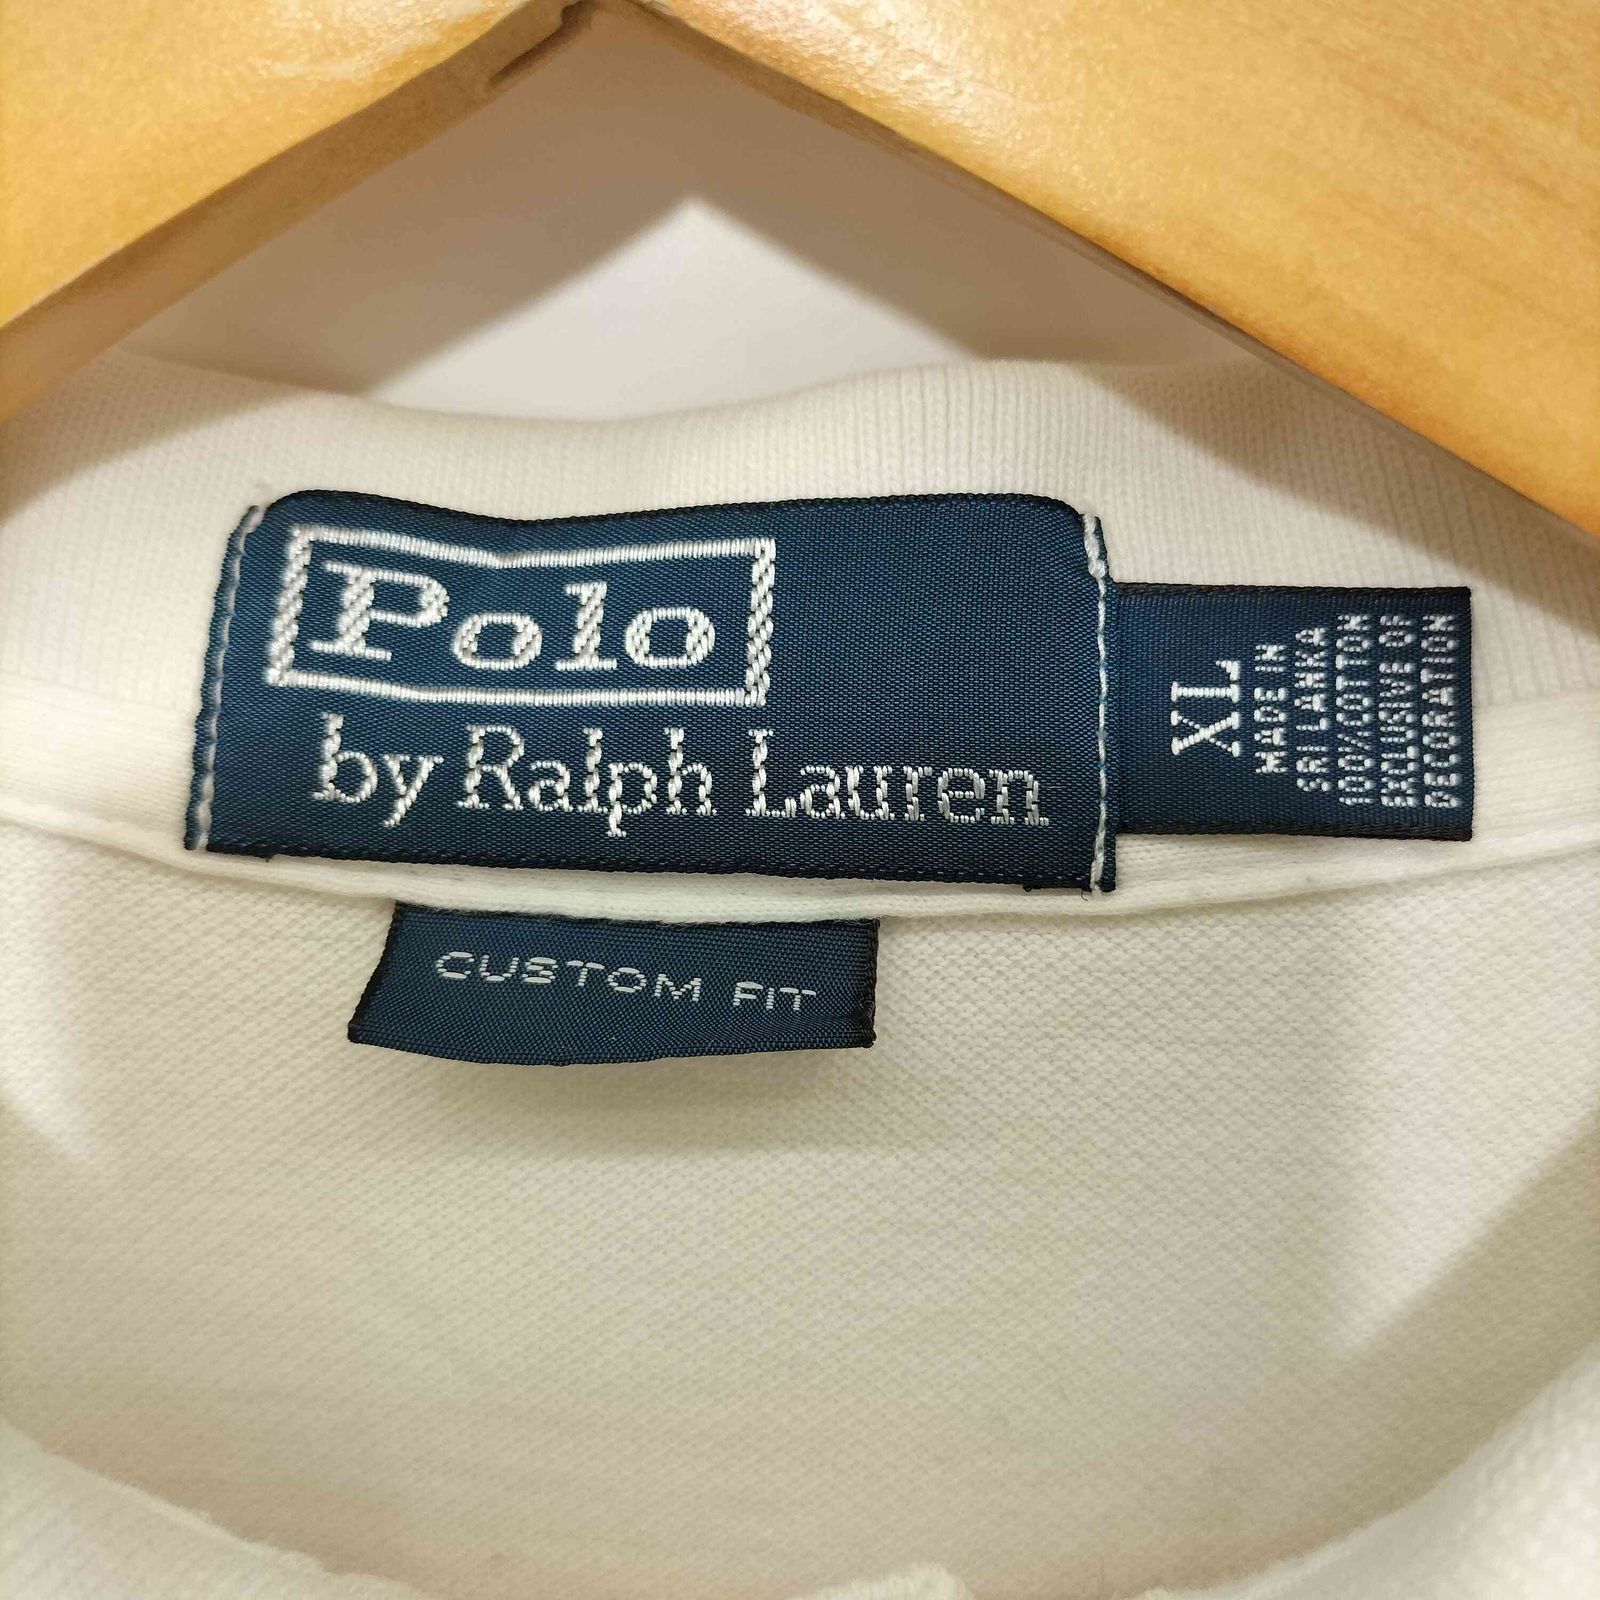 Polo
by Ralph Lauren
XL
MADE IN
SRI LANKA
100% COTTON
EXCLUSIVE OF
DECORATION
CUSTOM FIT